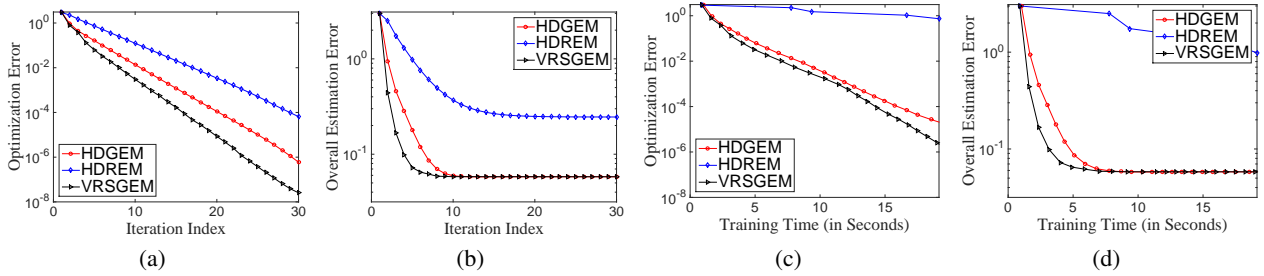 10^0
10^-2
10^-4
10^-6
10^-8
0
10
20
30
Optimization Error
Iteration Index
HDGEM
HDREM
VRSGEM
(a)
10^0
10^-1
0
10
20
30
Overall Estimation Error
Iteration Index
HDGEM
HDREM
VRSGEM
(b)
10^0
10^-2
10^-4
10^-6
10^-8
0
5
10
15
Optimization Error
Training Time (in Seconds)
HDGEM
HDREM
VRSGEM
(c)
10^0
10^-1
0
5
10
15
Overall Estimation Error
Training Time (in Seconds)
HDGEM
HDREM
VRSGEM
(d)